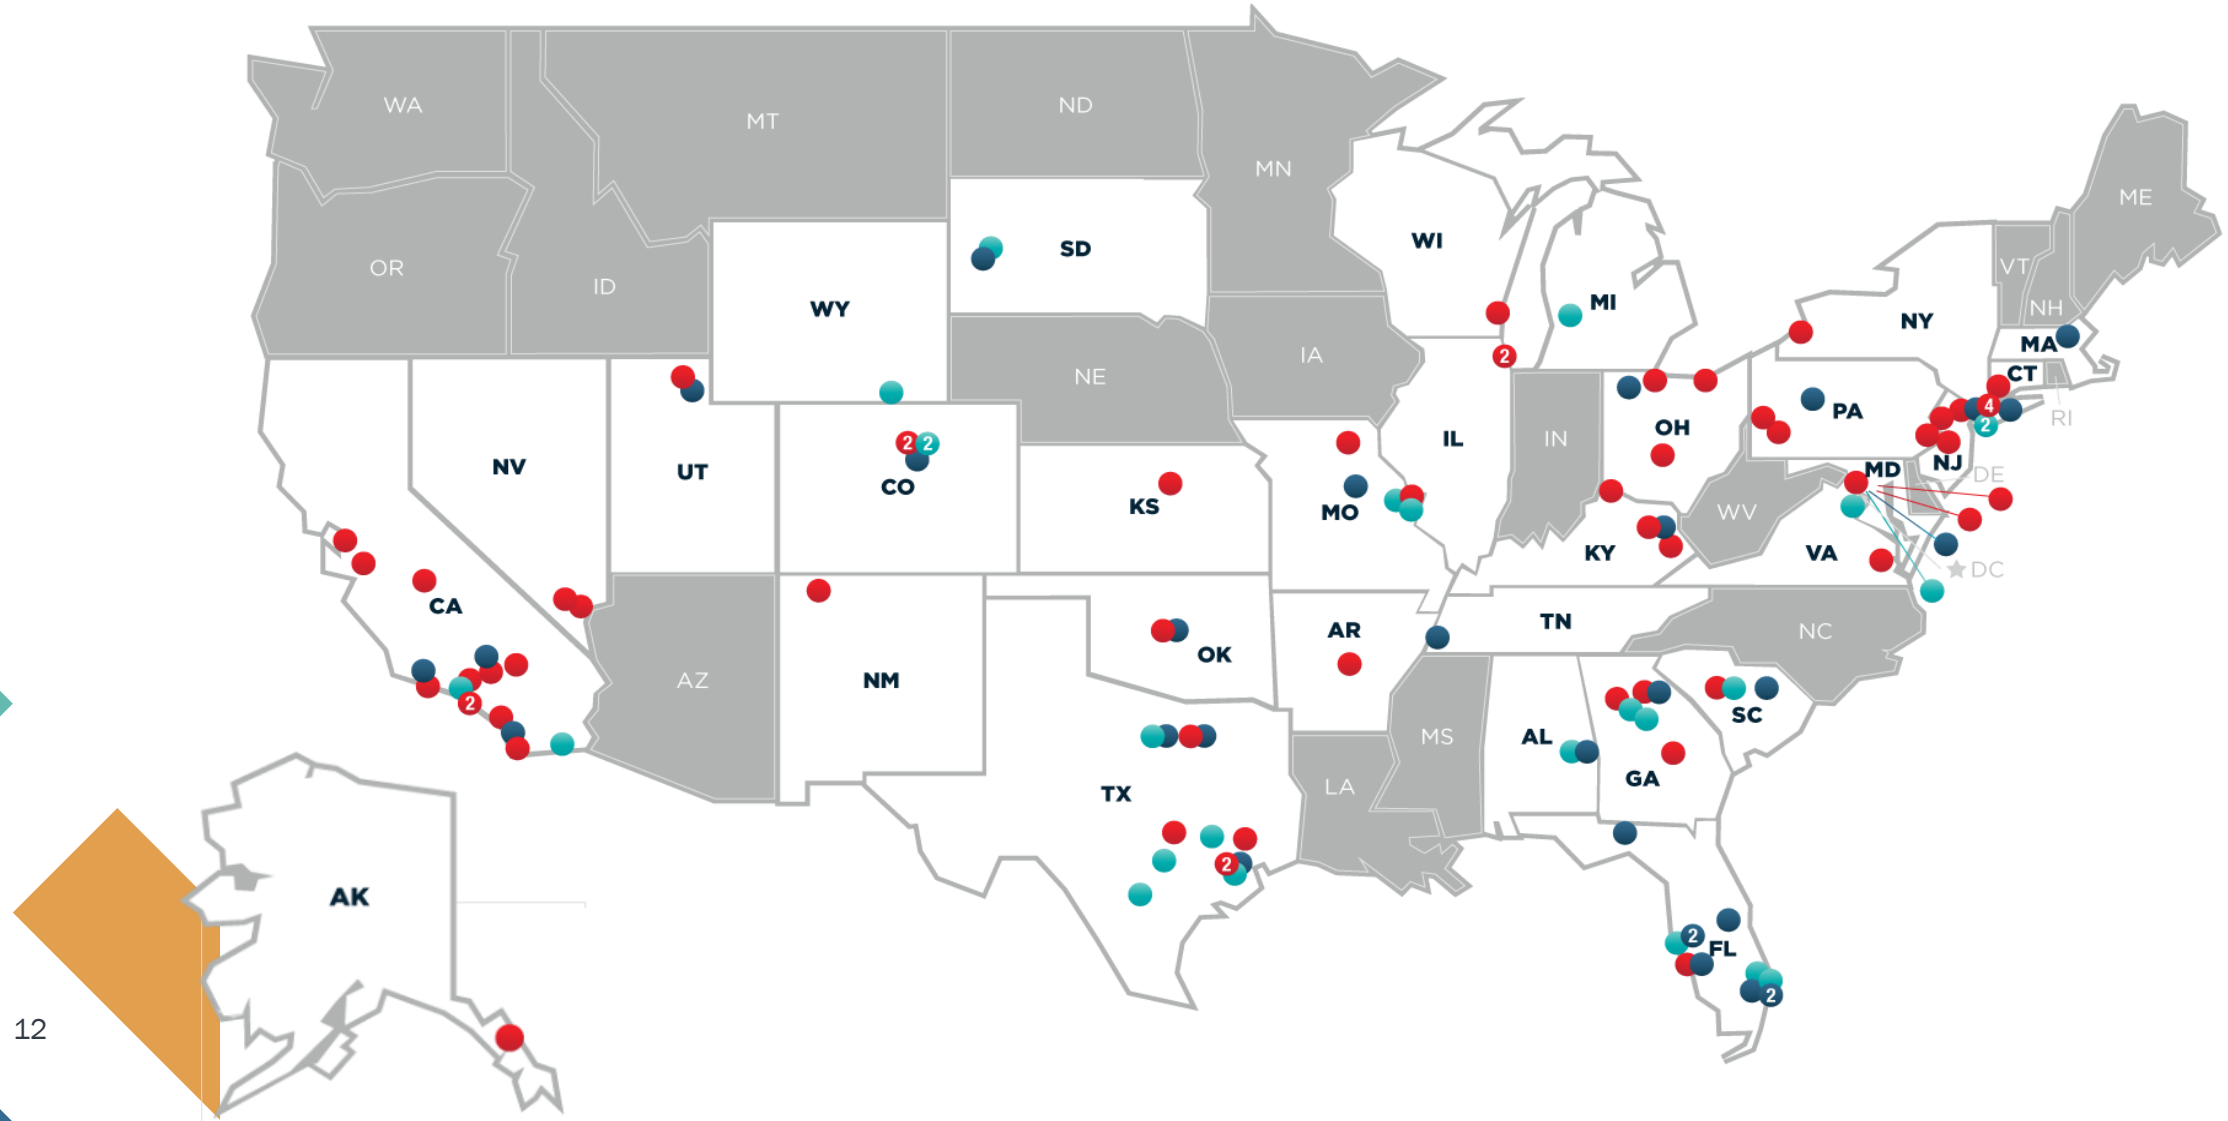 WA
MT
ND
MN
ME
OR
ID
SD
WI
VT
WY
MI
NH
NY
2
MA
IA
CT
NE
4
PA
RI
2
OH
IL
IN
2
2
NV
MD
NJ
UT
DE
CO
KS
MO
WV
KY
VA
DC
CA
TN
AR
NC
OK
AZ
NM
2
SC
AL
MS
GA
LA
TX
2
AK
2
FL
2
12